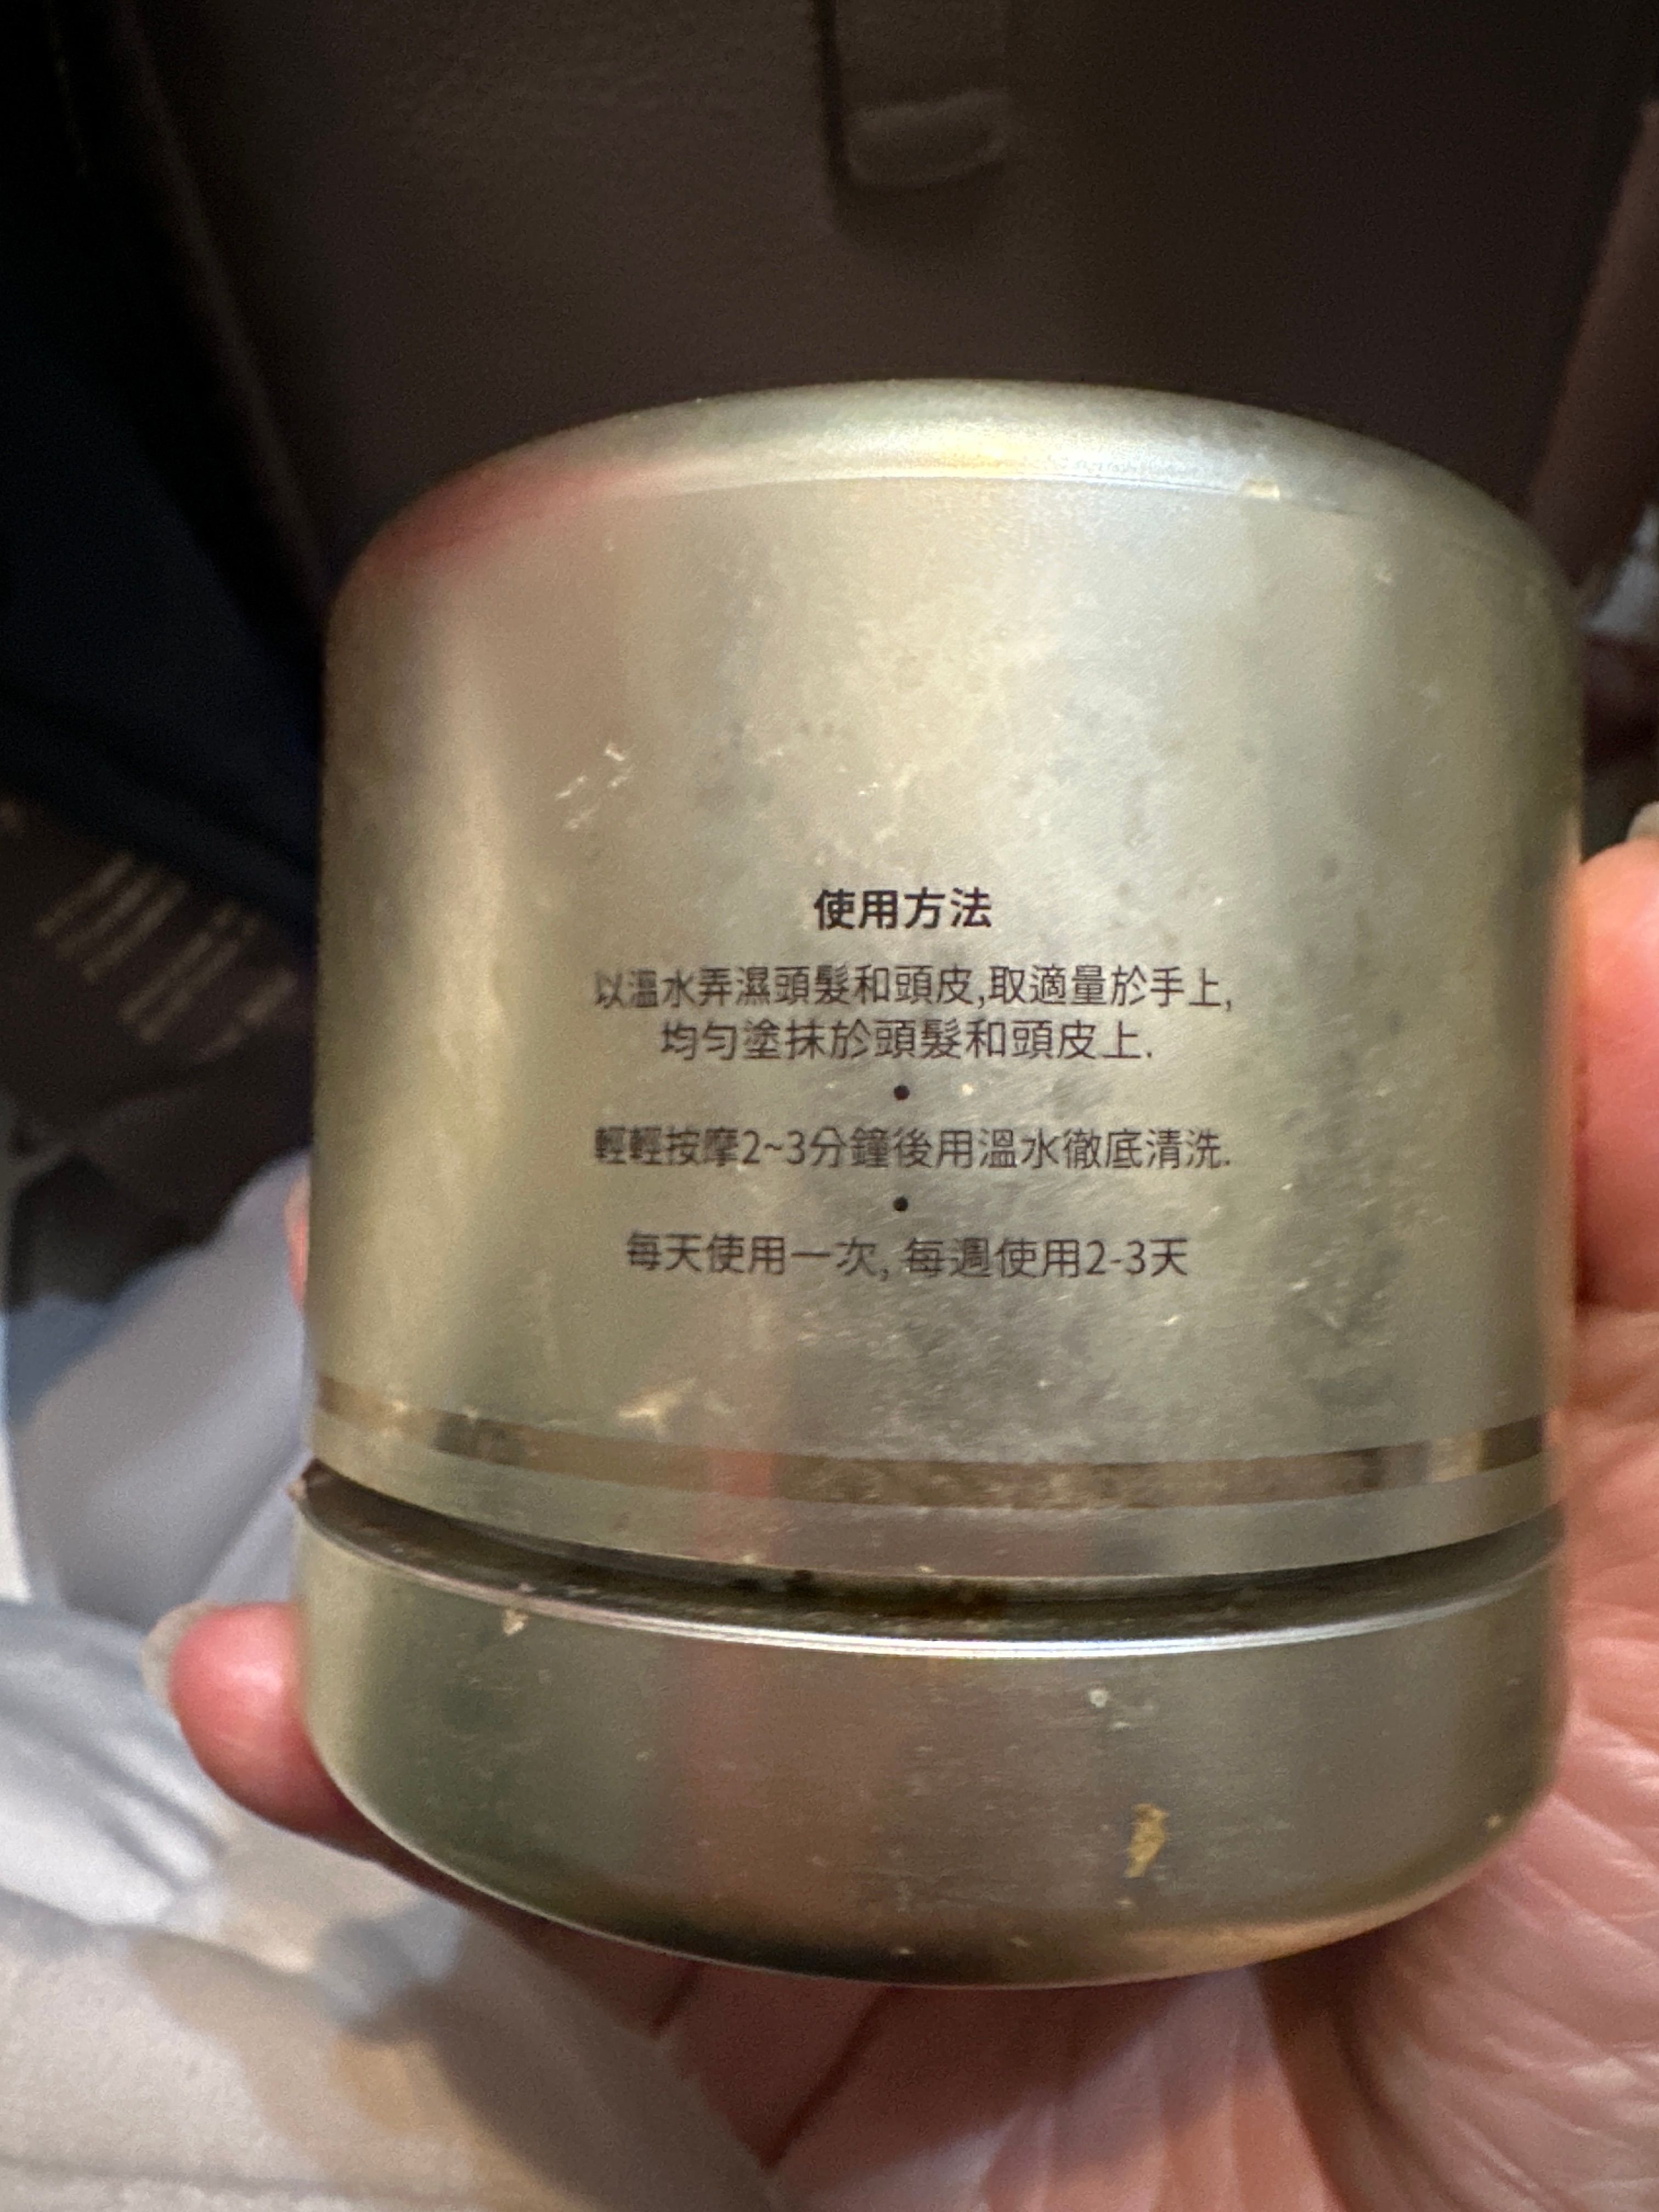 使用方法
以溫水弄濕頭髮和頭皮,取適量於手上,
均勻塗抹於頭髮和頭皮上.
•
輕輕按摩2~3分鐘後用溫水徹底清洗.
•
每天使用一次, 每週使用2-3天